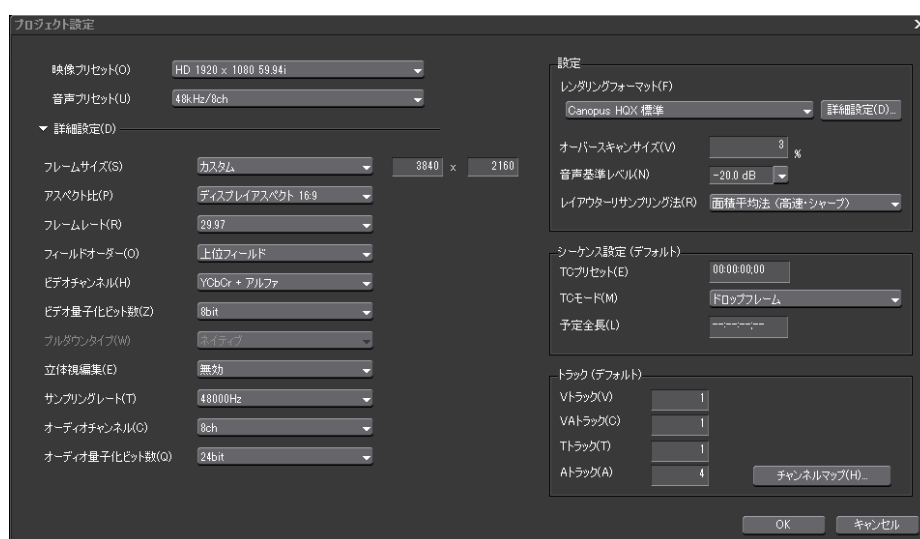 プロジェクト設定
映像プリセット(O) HD 1920 x 1080 59.94i
音声プリセット(U) 48kHz/8ch
詳細設定(D)
フレームサイズ(S) カスタム 3840 x 2160
アスペクト比(P) ディスプレイアスペクト 16:9
フレームレート(R) 29.97
フィールドオーダー(O) 上位フィールド
ビデオチャンネル(H) YCbCr + アルファ
ビデオ量子化ビット数(Z) 8bit
プルダウンタイプ(W) ネイティブ
立体視編集(E) 無効
サンプリングレート(T) 48000Hz
オーディオチャンネル(C) 8ch
オーディオ量子化ビット数(Q) 24bit
設定
レンダリングフォーマット(F)
Canopus HQX 標準 詳細設定(D)...
オーバースキャンサイズ(V) 3 %
音声基準レベル(N) -20.0 dB
レイアウターリサンプリング法(R) 面積平均法 (高速・シャープ)
シーケンス設定 (デフォルト)
TCプリセット(E) 00:00:00;00
TCモード(M) ドロップフレーム
予定全長(L) --:--:--;--
トラック (デフォルト)
Vトラック(V) 1
VAトラック(C) 1
Tトラック(T) 1
Aトラック(A) 4 チャンネルマップ(H)...
OK キャンセル